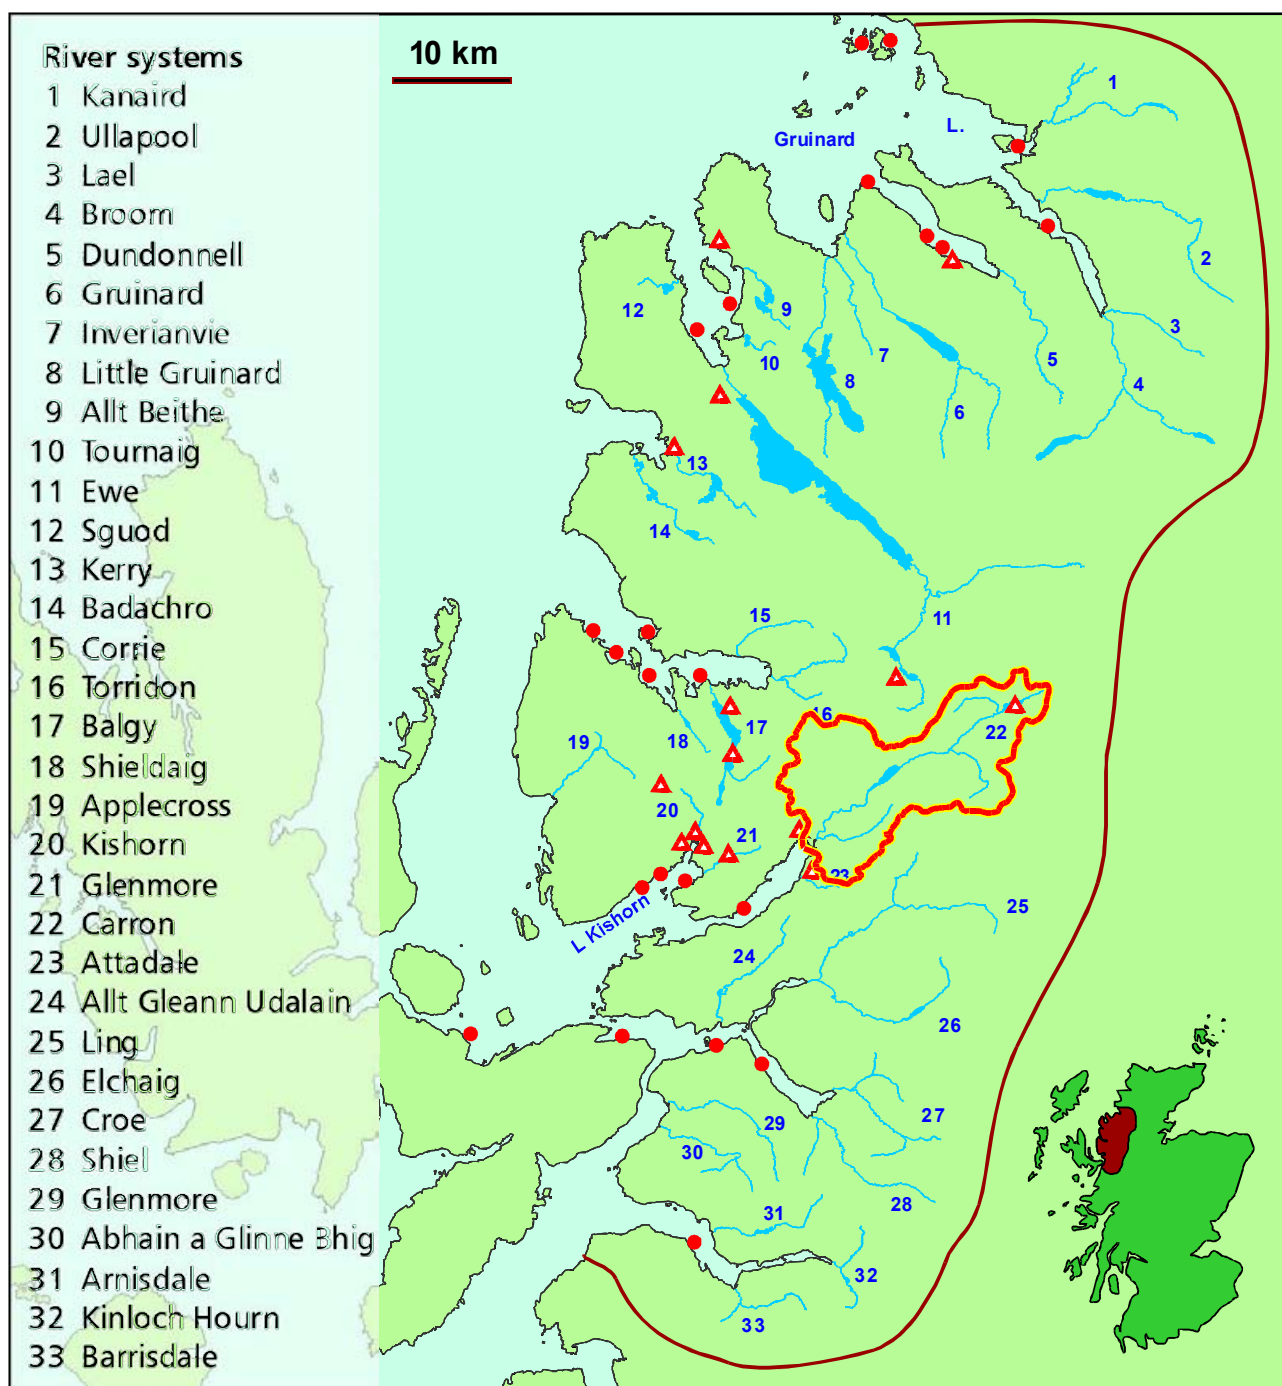 River systems
1 Kanaird
2 Ullapool
3 Lael
4 Broom
5 Dundonnell
6 Gruinard
7 Inverianvie
8 Little Gruinard
9 Allt Beithe
10 Tournaig
11 Ewe
12 Sguod
13 Kerry
14 Badachro
15 Corrie
16 Torridon
17 Balgy
18 Shieldaig
19 Applecross
20 Kishorn
21 Glenmore
22 Carron
23 Attadale
24 Allt Gleann Udalain
25 Ling
26 Elchaig
27 Croe
28 Shiel
29 Glenmore
30 Abhain a Glinne Bhig
31 Arnisdale
32 Kinloch Hourn
33 Barrisdale
10 km
1
L.
Gruinard
2
12
9
3
10
7
5
8
4
6
13
14
15
11
16
17
22
19
18
20
21
23
25
L Kishorn
24
26
27
29
30
28
31
32
33